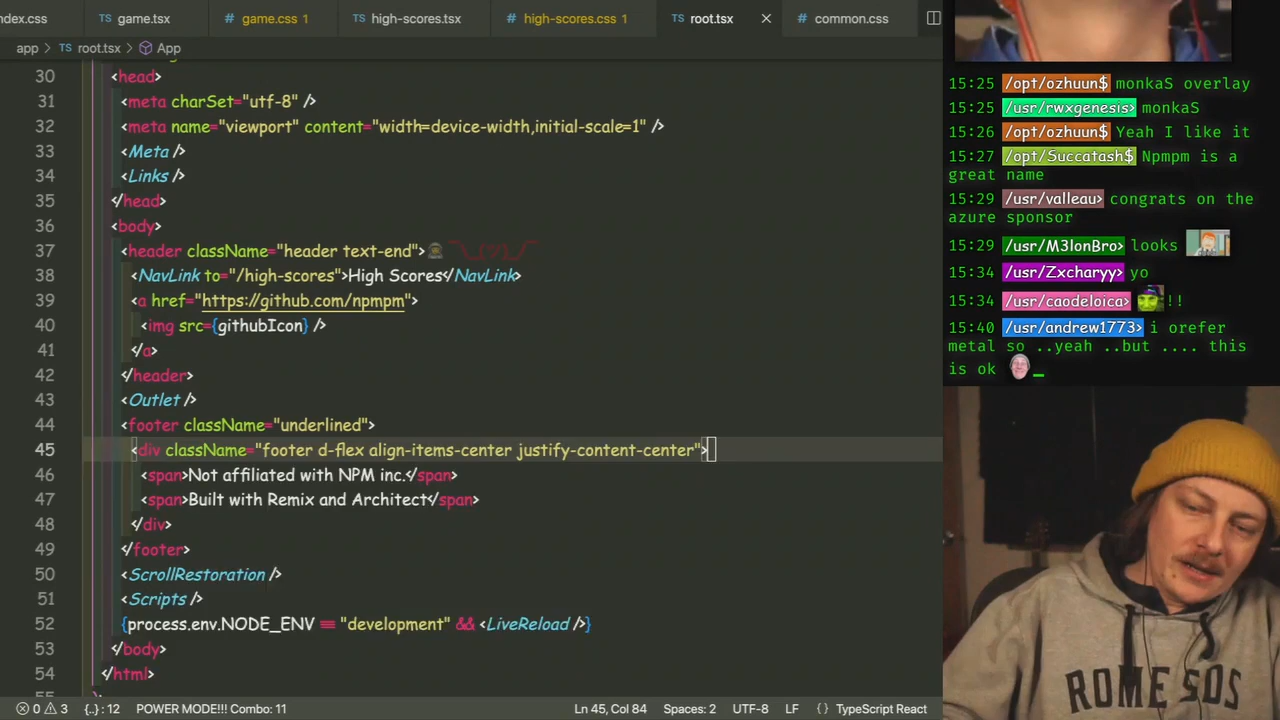 ndex.css
TS game.tsx
game.css 1
TS high-scores.tsx
high-scores.css 1
TS root.tsx
common.css
app > TS root.tsx > App
30 <head>
31 <meta charSet="utf-8" />
32 <meta name="viewport" content="width=device-width,initial-scale=1" />
33 <Meta />
34 <Links />
35 </head>
36 <body>
37 <header className="header text-end">
38 <NavLink to="/high-scores">High Scores</NavLink>
39 <a href="https://github.com/npmpm">
40 <img src={githubIcon} />
41 </a>
42 </header>
43 <Outlet />
44 <footer className="underlined">
45 <div className="footer d-flex align-items-center justify-content-center">
46 <span>Not affiliated with NPM inc.</span>
47 <span>Built with Remix and Architect</span>
48 </div>
49 </footer>
50 <ScrollRestoration />
51 <Scripts />
52 {process.env.NODE_ENV === "development" && <LiveReload />}
53 </body>
54 </html>
55 );
0 3 {..} : 12 POWER MODE!!! Combo: 11 Ln 45, Col 84 Spaces: 2 UTF-8 LF {} TypeScript React
15:25 /opt/ozhuun$ monkaS overlay
15:25 /usr/rwxgenesis> monkaS
15:26 /opt/ozhuun$ Yeah I like it
15:27 /opt/Succatash$ Npmpm is a
great name
15:29 /usr/valleau> congrats on the
azure sponsor
15:29 /usr/M3lonBro> looks
15:34 /usr/Zxcharyy> yo
15:34 /usr/caodeloica> !!
15:40 /usr/andrew1773> i orefer
metal so ..yeah ..but .... this
is ok
ROME SDS